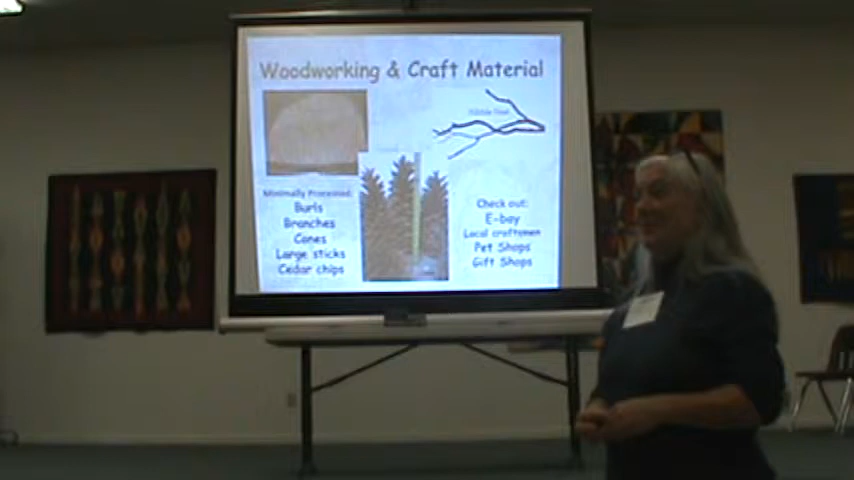 Woodworking & Craft Material
Minimally Processed:
Burls
Branches
Cones
Large sticks
Cedar chips
Check out:
E-bay
Local craftsmen
Pet Shops
Gift Shops